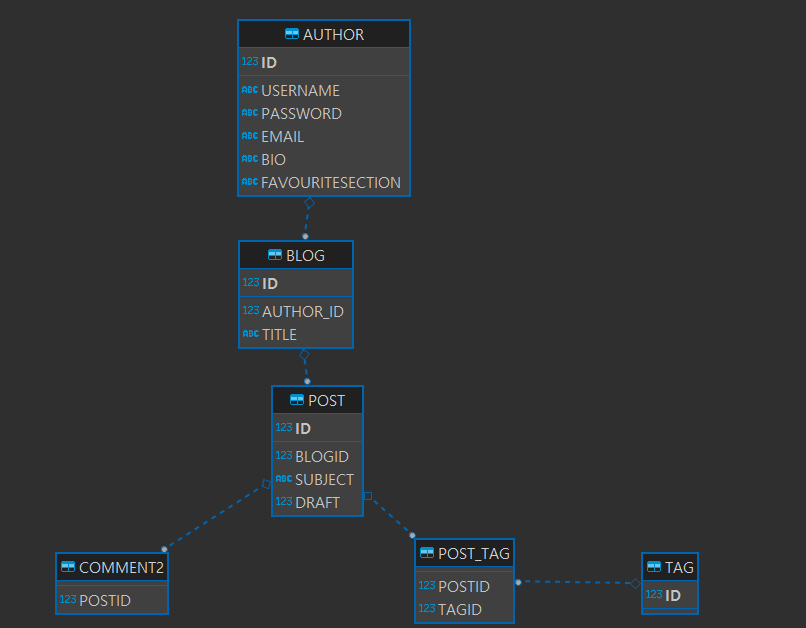 AUTHOR
123 ID
ABC USERNAME
ABC PASSWORD
ABC EMAIL
ABC BIO
ABC FAVOURITESECTION
BLOG
123 ID
123 AUTHOR_ID
ABC TITLE
POST
123 ID
123 BLOGID
ABC SUBJECT
123 DRAFT
COMMENT2
123 POSTID
POST_TAG
123 POSTID
123 TAGID
TAG
123 ID